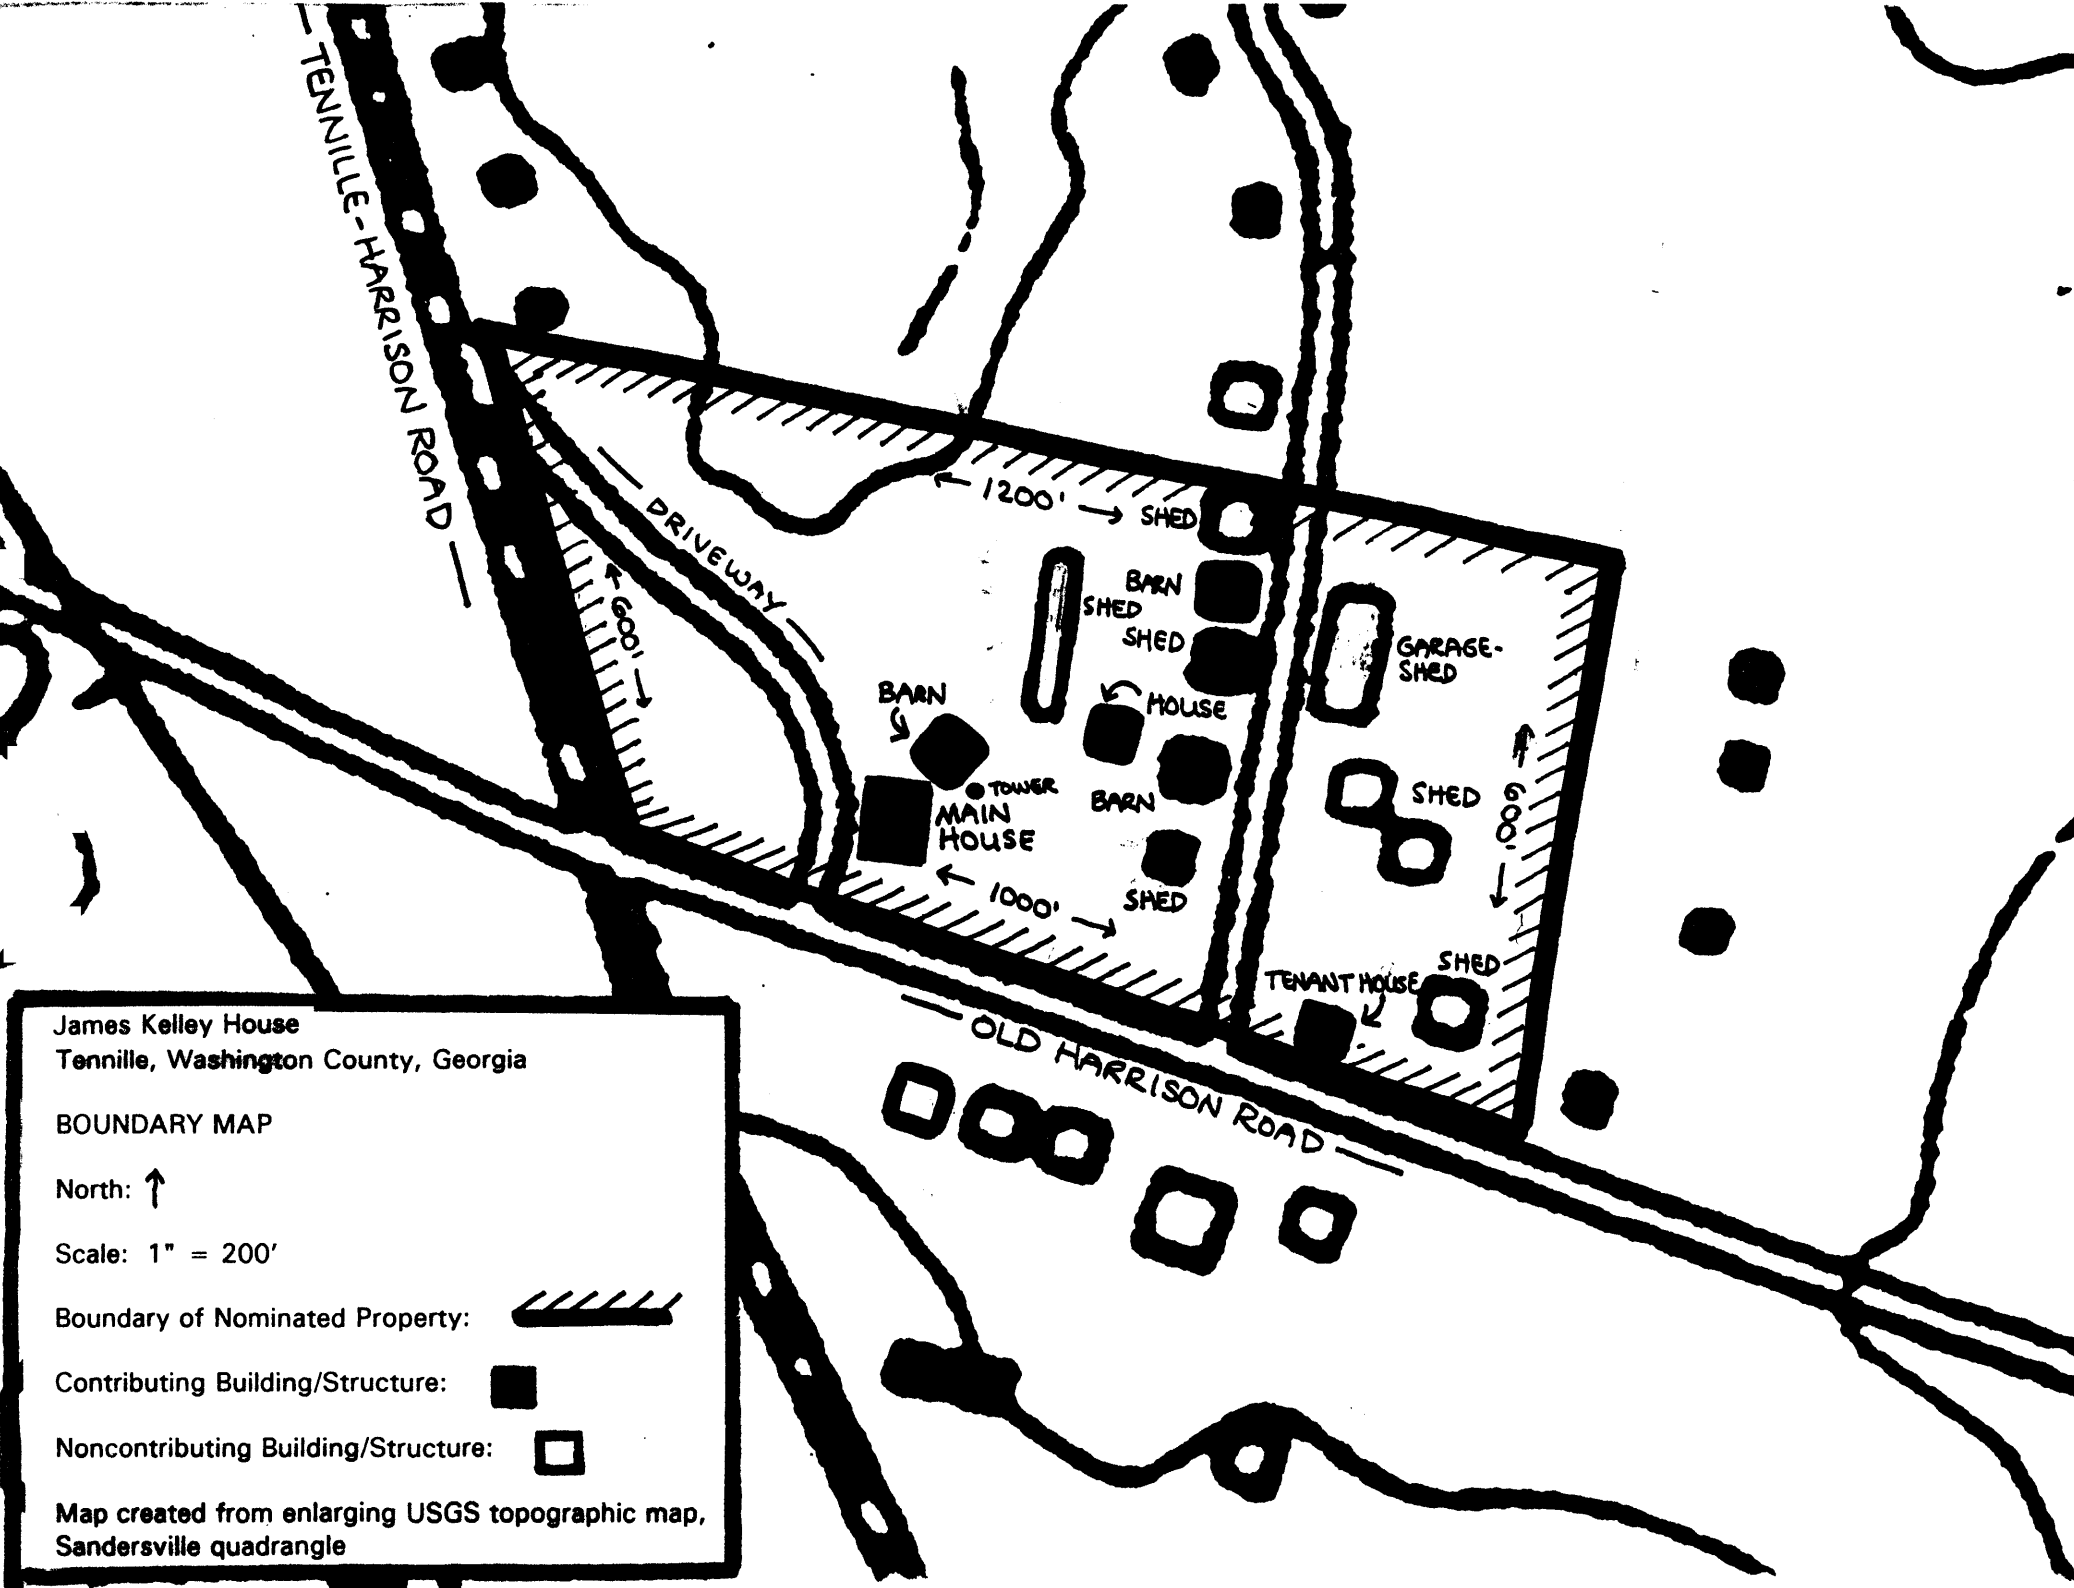 — TENNILLE-HARRISON ROAD —
— DRIVEWAY —
← 1200' →
SHED
BARN
SHED
SHED
GARAGE-
SHED
← 600' →
HOUSE
BARN
TOWER
MAIN
HOUSE
BARN
SHED
← 600' →
← 1000' →
SHED
SHED
TENANT HOUSE
— OLD HARRISON ROAD —
James Kelley House
Tennille, Washington County, Georgia
BOUNDARY MAP
North: ↑
Scale: 1" = 200'
Boundary of Nominated Property:
Contributing Building/Structure:
Noncontributing Building/Structure:
Map created from enlarging USGS topographic map,
Sandersville quadrangle